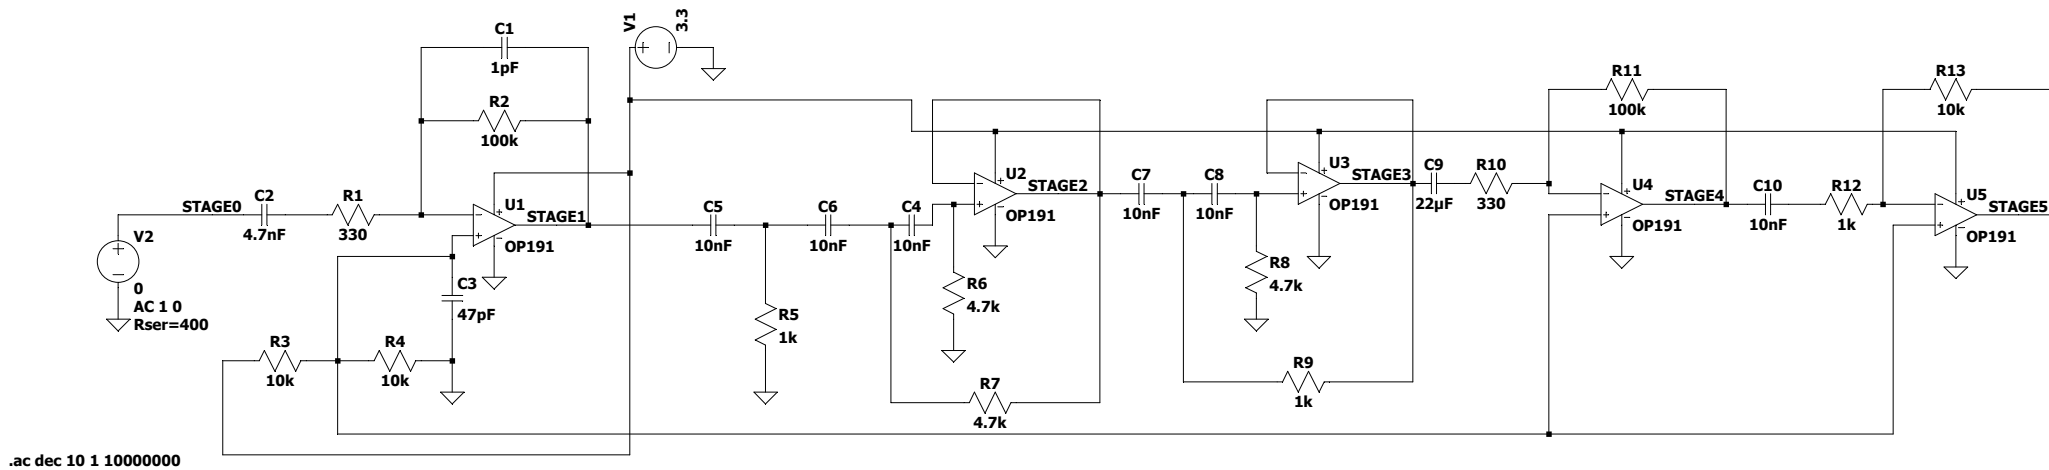 C1
1pF
R2
100k
V1
3.3
STAGE0
C2
4.7nF
R1
330
U1
STAGE1
OP191
V2
0
AC 1 0
Rser=400
C3
47pF
R3
10k
R4
10k
C5
10nF
C6
10nF
C4
10nF
R5
1k
R6
4.7k
R7
4.7k
U2
STAGE2
OP191
C7
10nF
C8
10nF
R8
4.7k
R9
1k
U3
STAGE3
OP191
C9
22µF
R10
330
R11
100k
U4
STAGE4
OP191
C10
10nF
R12
1k
R13
10k
U5
STAGE5
OP191
.ac dec 10 1 10000000